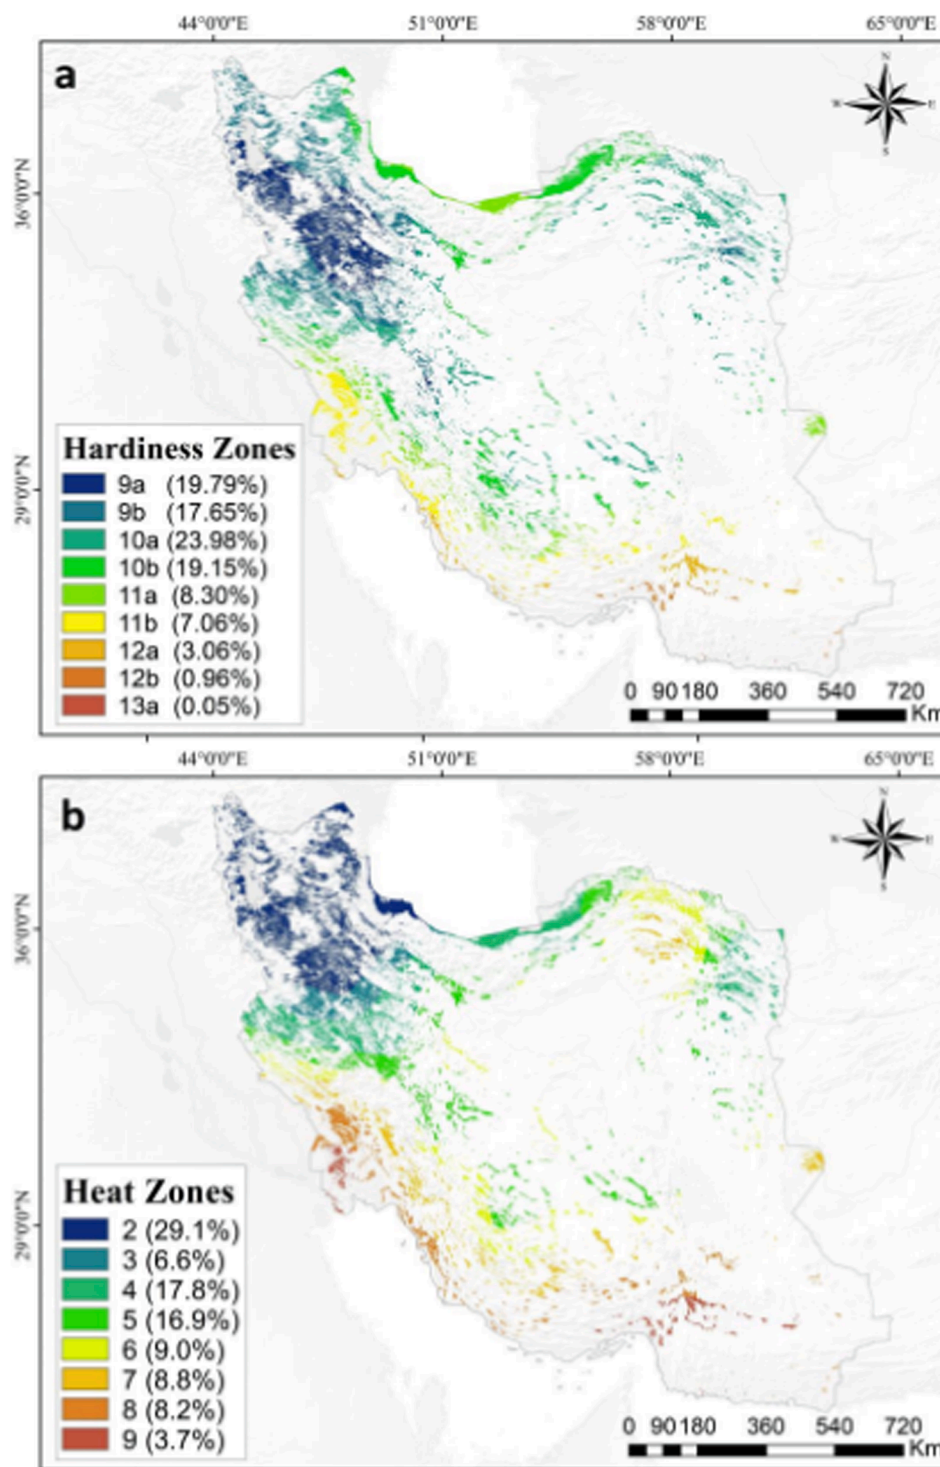 44°0'0"E 51°0'0"E 58°0'0"E 65°0'0"E
a
N
W E
S
36°0'0"N
29°0'0"N
Hardiness Zones
9a (19.79%)
9b (17.65%)
10a (23.98%)
10b (19.15%)
11a (8.30%)
11b (7.06%)
12a (3.06%)
12b (0.96%)
13a (0.05%)
0 90 180 360 540 720
Km
44°0'0"E 51°0'0"E 58°0'0"E 65°0'0"E
b
N
W E
S
36°0'0"N
29°0'0"N
Heat Zones
2 (29.1%)
3 (6.6%)
4 (17.8%)
5 (16.9%)
6 (9.0%)
7 (8.8%)
8 (8.2%)
9 (3.7%)
0 90 180 360 540 720
Km